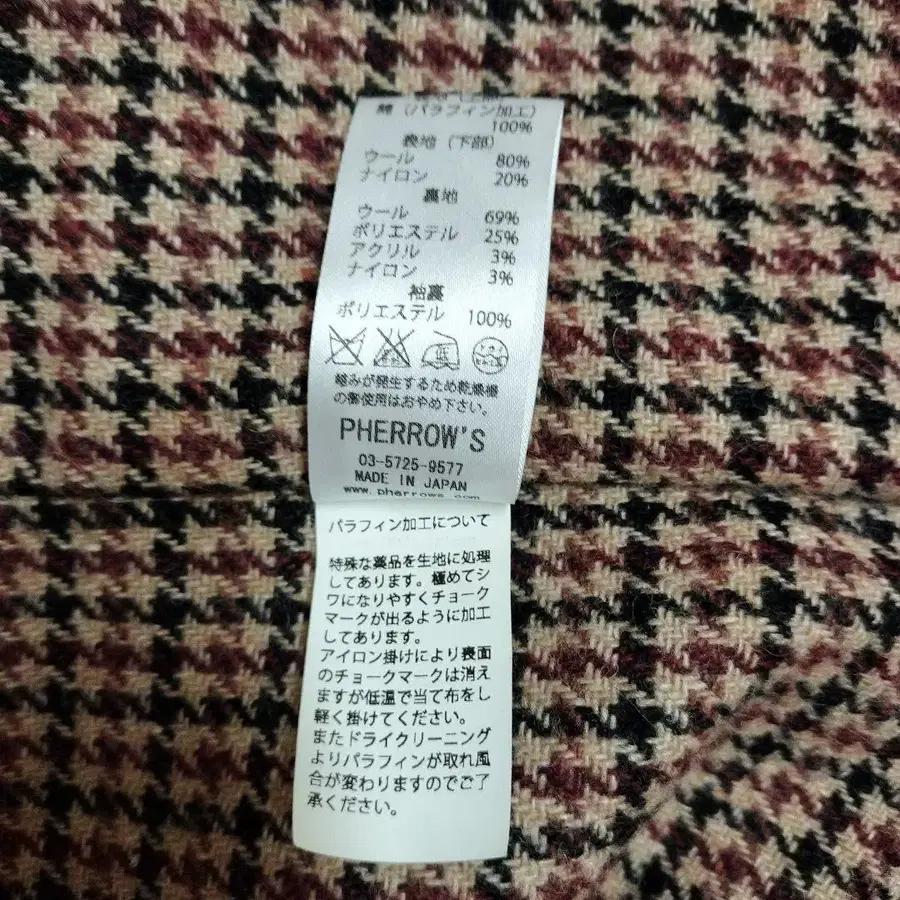 綿（パラフィン加工）
100%
表地（下部）
ウール 80%
ナイロン 20%
裏地
ウール 69%
ポリエステル 25%
アクリル 3%
ナイロン 3%
袖裏
ポリエステル 100%
縮みが発生するため乾燥機
の御使用はおやめ下さい。
PHERROW'S
03-5725-9577
MADE IN JAPAN
www.pherrows.com
パラフィン加工について
特殊な薬品を生地に処理
してあります。極めてシ
ワになりやすくチョーク
マークが出るように加工
してあります。
アイロン掛けにより表面
のチョークマークは消え
ますが低温で当て布をし
軽く掛けてください。
またドライクリーニング
よりパラフィンが取れ風
合が変わりますのでご了
承ください。